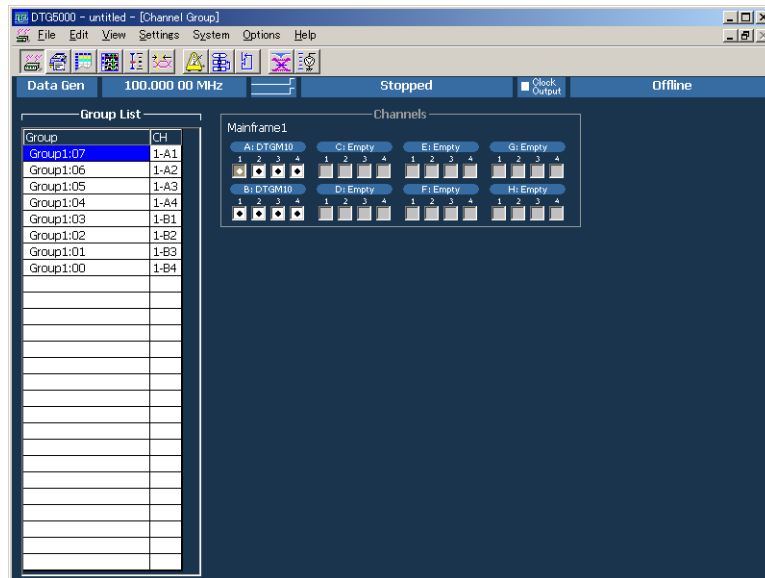 DTG5000 - untitled - [Channel Group]
File Edit View Settings System Options Help
Data Gen 100.000 00 MHz Stopped Clock Output Offline
Group List
Group CH
Group1:07 1-A1
Group1:06 1-A2
Group1:05 1-A3
Group1:04 1-A4
Group1:03 1-B1
Group1:02 1-B2
Group1:01 1-B3
Group1:00 1-B4
Channels
Mainframe1
A: DTGM10 C: Empty E: Empty G: Empty
1 2 3 4 1 2 3 4 1 2 3 4 1 2 3 4
B: DTGM10 D: Empty F: Empty H: Empty
1 2 3 4 1 2 3 4 1 2 3 4 1 2 3 4